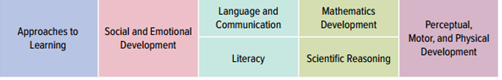 Approaches to
Learning
Social and Emotional
Development
Language and
Communication
Literacy
Mathematics
Development
Scientific Reasoning
Perceptual,
Motor, and Physical
Development